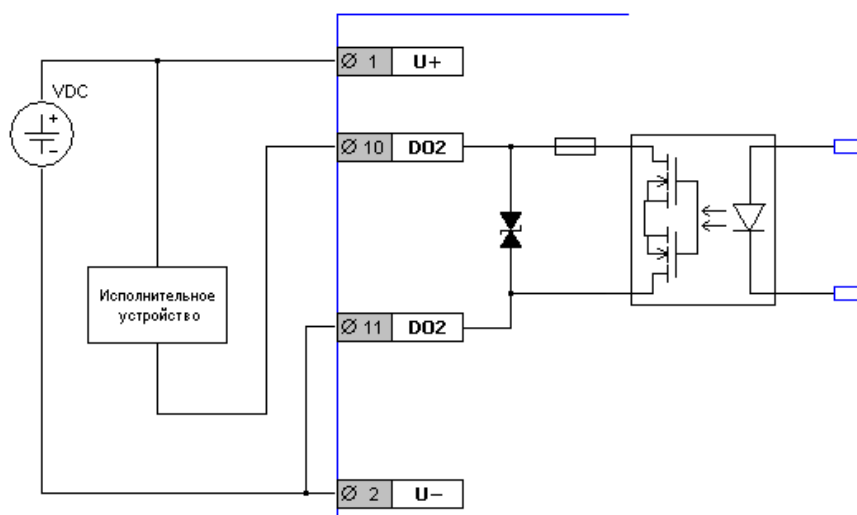 Ø 1 U+
VDC
+
−
Ø 10 DO2
Исполнительное
устройство
Ø 11 DO2
Ø 2 U−